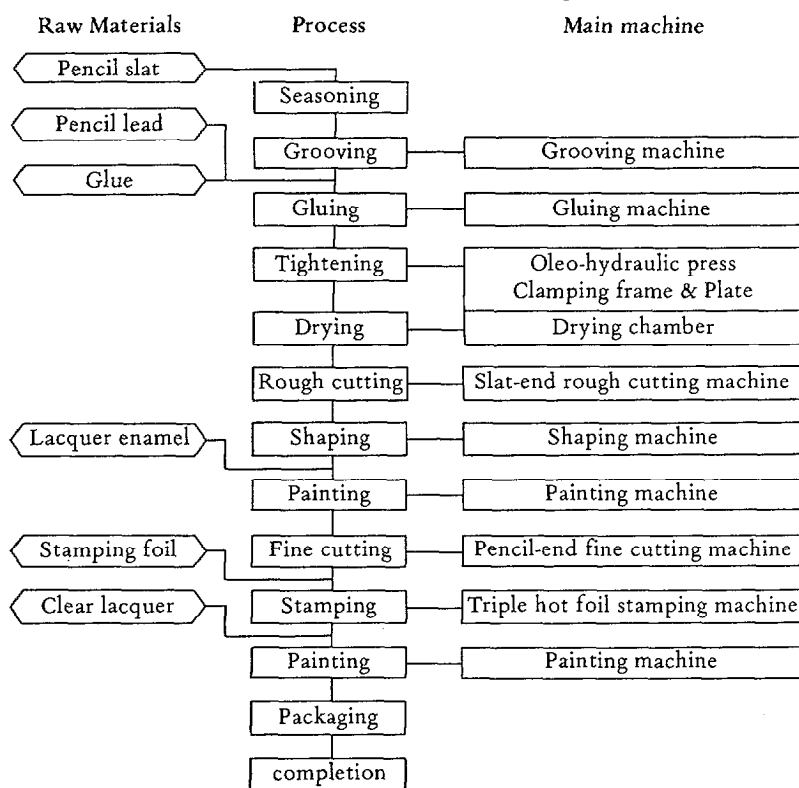 Raw Materials Process Main machine
Pencil slat
Seasoning
Pencil lead
Grooving Grooving machine
Glue
Gluing Gluing machine
Tightening Oleo-hydraulic press
Clamping frame & Plate
Drying Drying chamber
Rough cutting Slat-end rough cutting machine
Lacquer enamel Shaping Shaping machine
Painting Painting machine
Stamping foil Fine cutting Pencil-end fine cutting machine
Clear lacquer Stamping Triple hot foil stamping machine
Painting Painting machine
Packaging
completion